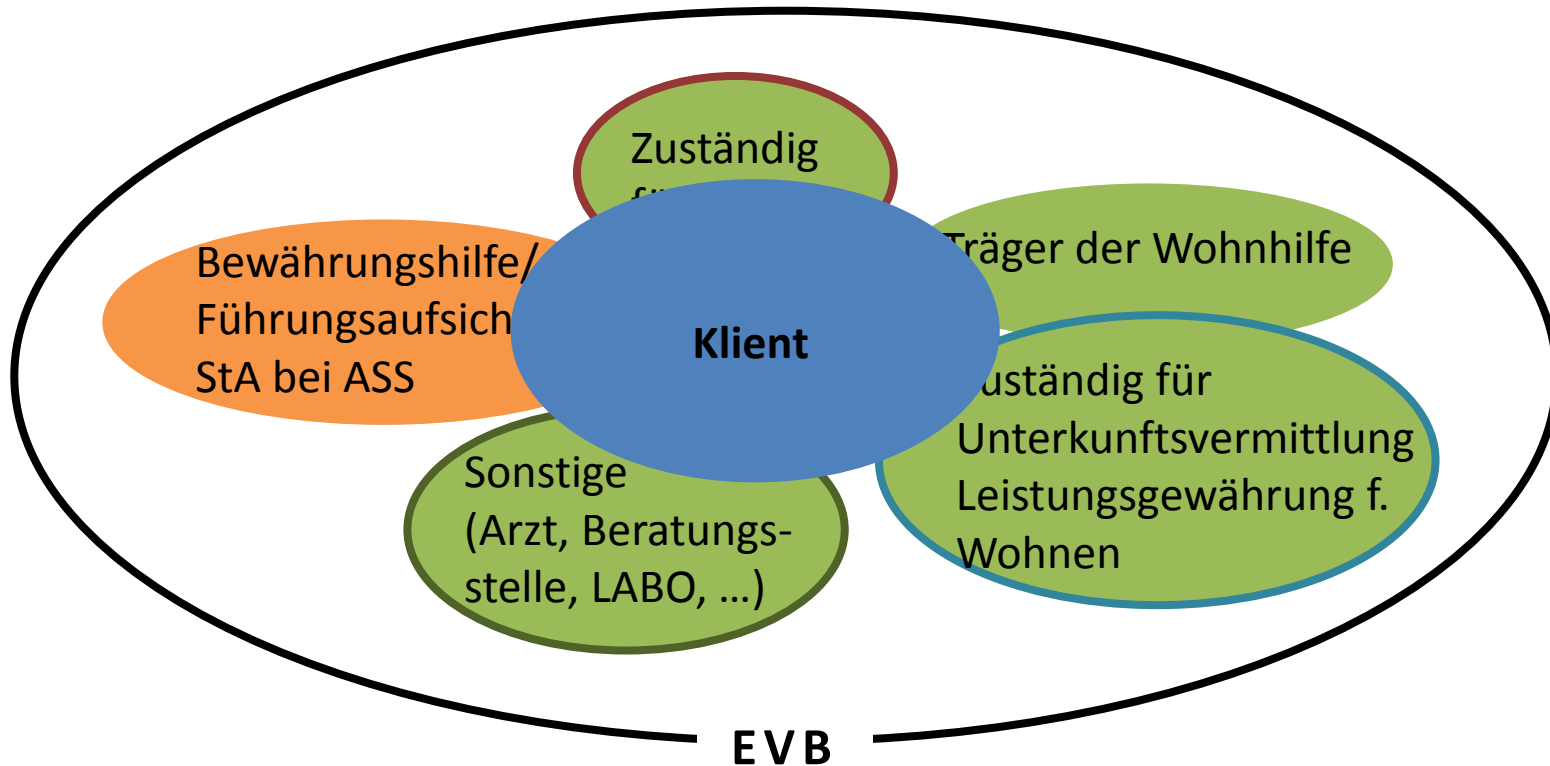 Zuständig
Bewährungshilfe/
Führungsaufsich
StA bei ASS
Träger der Wohnhilfe
Klient
uständig für
Unterkunftsvermittlung
Leistungsgewährung f.
Wohnen
Sonstige
(Arzt, Beratungs-
stelle, LABO, ...)
EVB